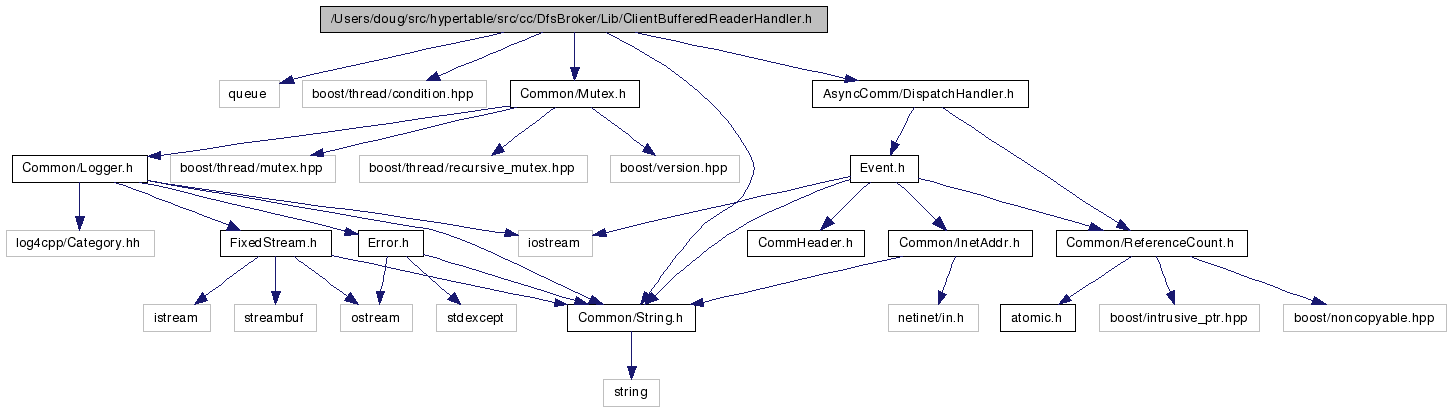 /Users/doug/src/hypertable/src/cc/DfsBroker/Lib/ClientBufferedReaderHandler.h
queue
boost/thread/condition.hpp
Common/Mutex.h
AsyncComm/DispatchHandler.h
Common/Logger.h
boost/thread/mutex.hpp
boost/thread/recursive_mutex.hpp
boost/version.hpp
Event.h
log4cpp/Category.hh
FixedStream.h
Error.h
iostream
CommHeader.h
Common/InetAddr.h
Common/ReferenceCount.h
istream
streambuf
ostream
stdexcept
Common/String.h
netinet/in.h
atomic.h
boost/intrusive_ptr.hpp
boost/noncopyable.hpp
string